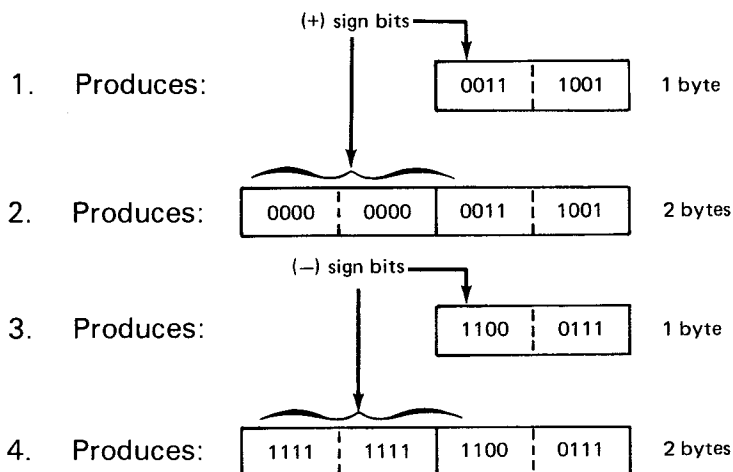 (+) sign bits
1. Produces: 0011 1001 1 byte
2. Produces: 0000 0000 0011 1001 2 bytes
(—) sign bits
3. Produces: 1100 0111 1 byte
4. Produces: 1111 1111 1100 0111 2 bytes